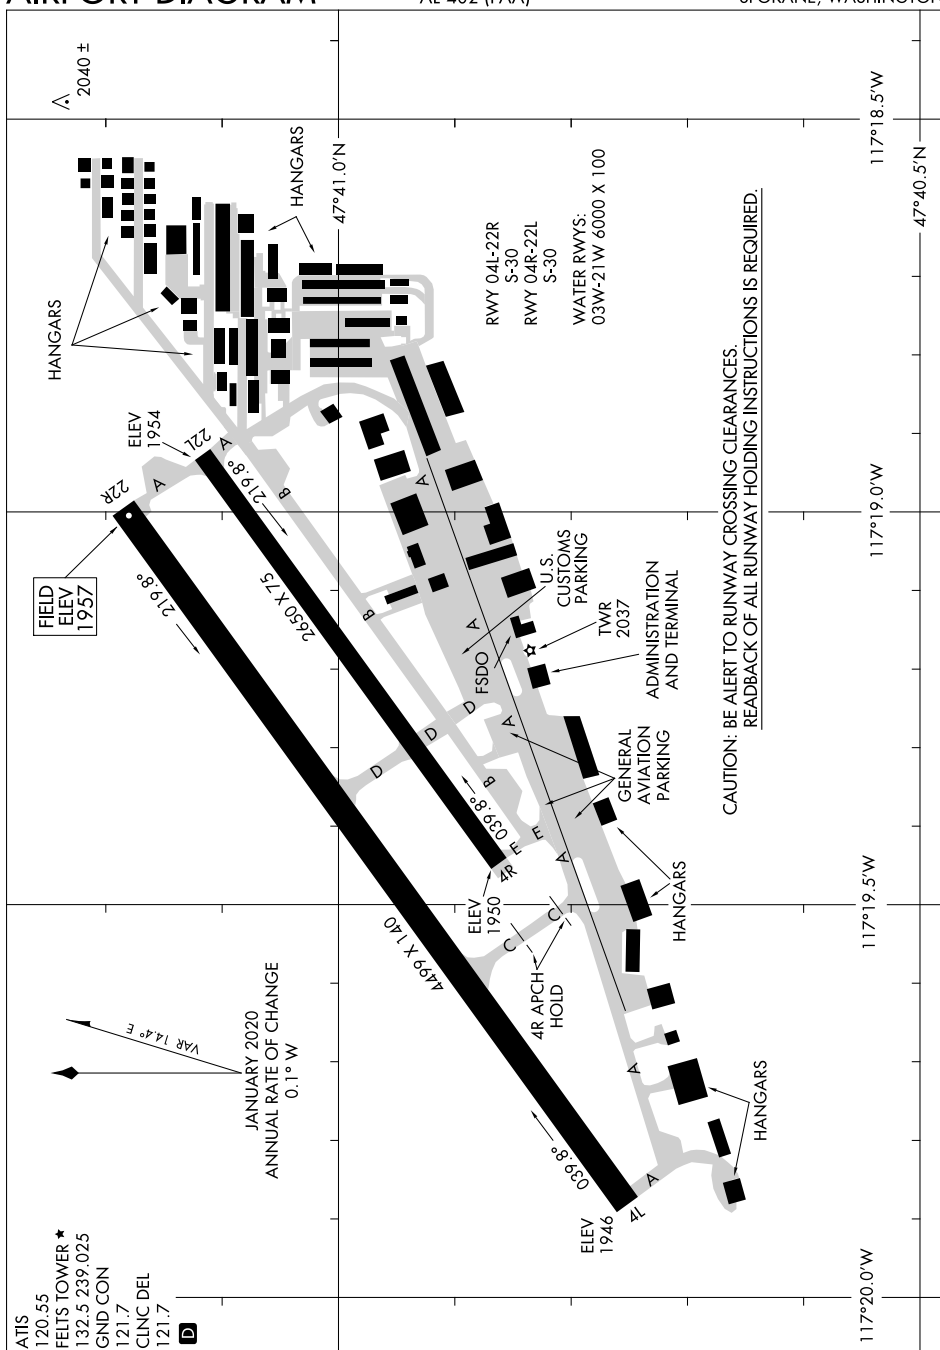 AIRPORT DIAGRAM
AL-402 (FAA)
SPOKANE, WASHINGTON
ATIS
120.55
FELTS TOWER ★
132.5 239.025
GND CON
121.7
CLNC DEL
121.7
D
JANUARY 2020
ANNUAL RATE OF CHANGE
0.1° W
VAR 14.4° E
FIELD
ELEV
1957
22R
A
219.8°
ELEV
1954
22L
A
219.8°
HANGARS
2040 ±
HANGARS
47°41.0'N
B
B
B
2650 X 75
4499 X 140
D
D
D
039.8°
4R
ELEV
1950
E
E
C
C
4R APCH
HOLD
039.8°
4L
ELEV
1946
A
A
A
A
A
A
FSDO
U.S.
CUSTOMS
PARKING
TWR
2037
ADMINISTRATION
AND TERMINAL
GENERAL
AVIATION
PARKING
HANGARS
HANGARS
RWY 04L-22R
S-30
RWY 04R-22L
S-30
WATER RWYS:
03W-21W 6000 X 100
CAUTION: BE ALERT TO RUNWAY CROSSING CLEARANCES.
READBACK OF ALL RUNWAY HOLDING INSTRUCTIONS IS REQUIRED.
117°20.0'W
117°19.5'W
117°19.0'W
117°18.5'W
47°40.5'N